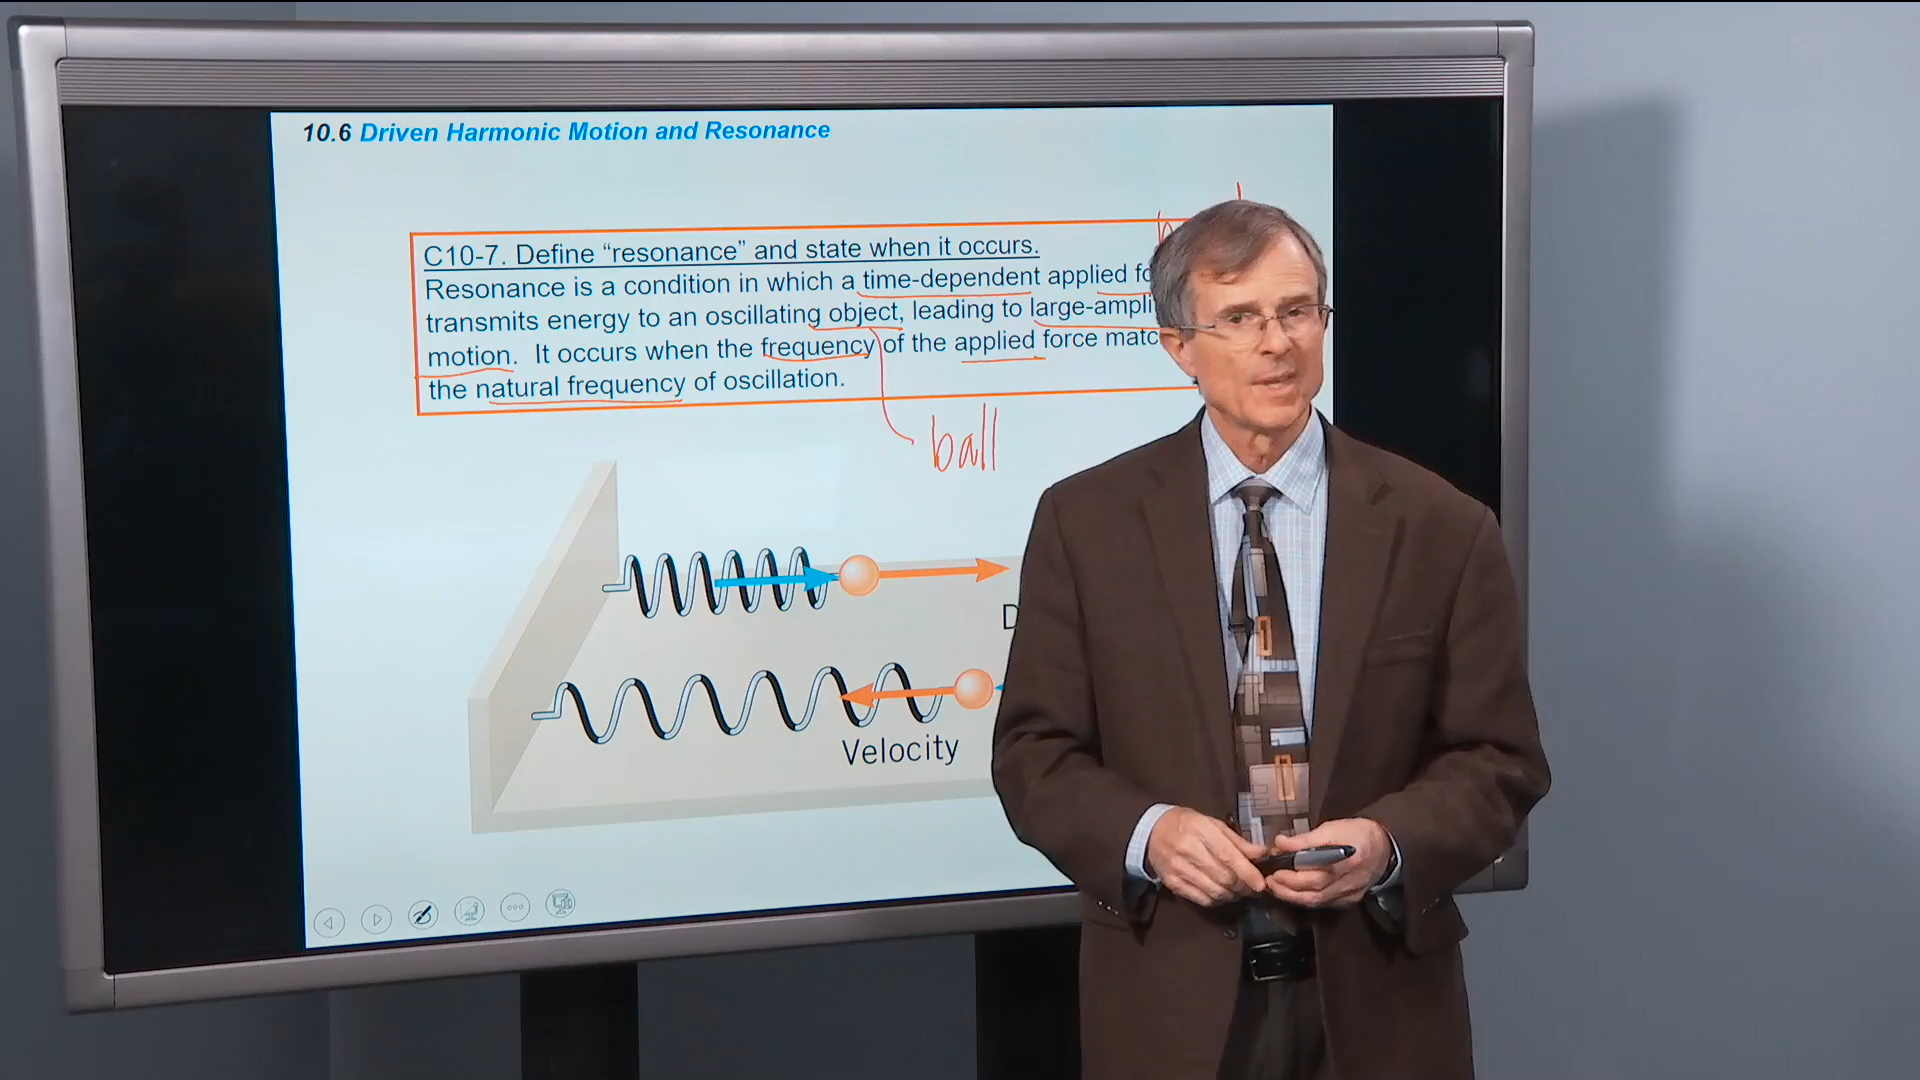 10.6 Driven Harmonic Motion and Resonance
C10-7. Define “resonance” and state when it occurs.
Resonance is a condition in which a time-dependent applied
transmits energy to an oscillating object, leading to
motion. It occurs when the frequency of the applied force
the natural frequency of oscillation.
ball
Velocity